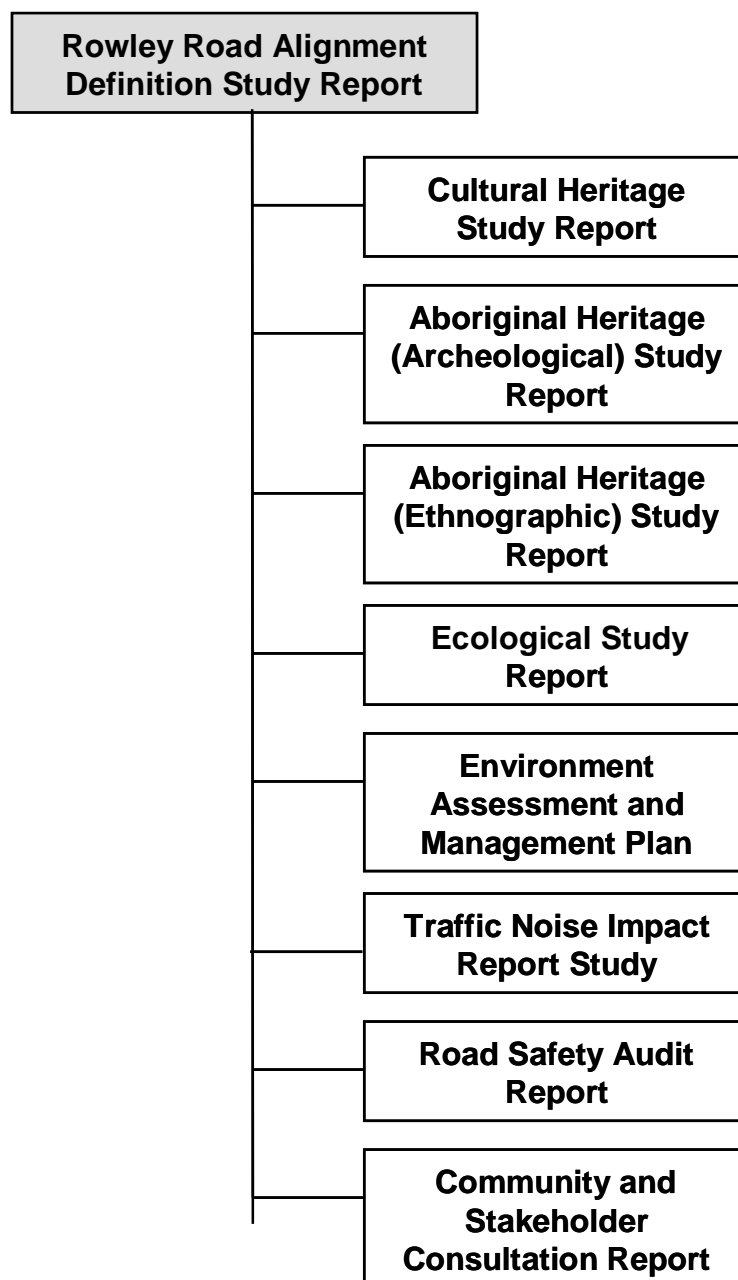 Rowley Road Alignment
Definition Study Report
Cultural Heritage
Study Report
Aboriginal Heritage
(Archeological) Study
Report
Aboriginal Heritage
(Ethnographic) Study
Report
Ecological Study
Report
Environment
Assessment and
Management Plan
Traffic Noise Impact
Report Study
Road Safety Audit
Report
Community and
Stakeholder
Consultation Report